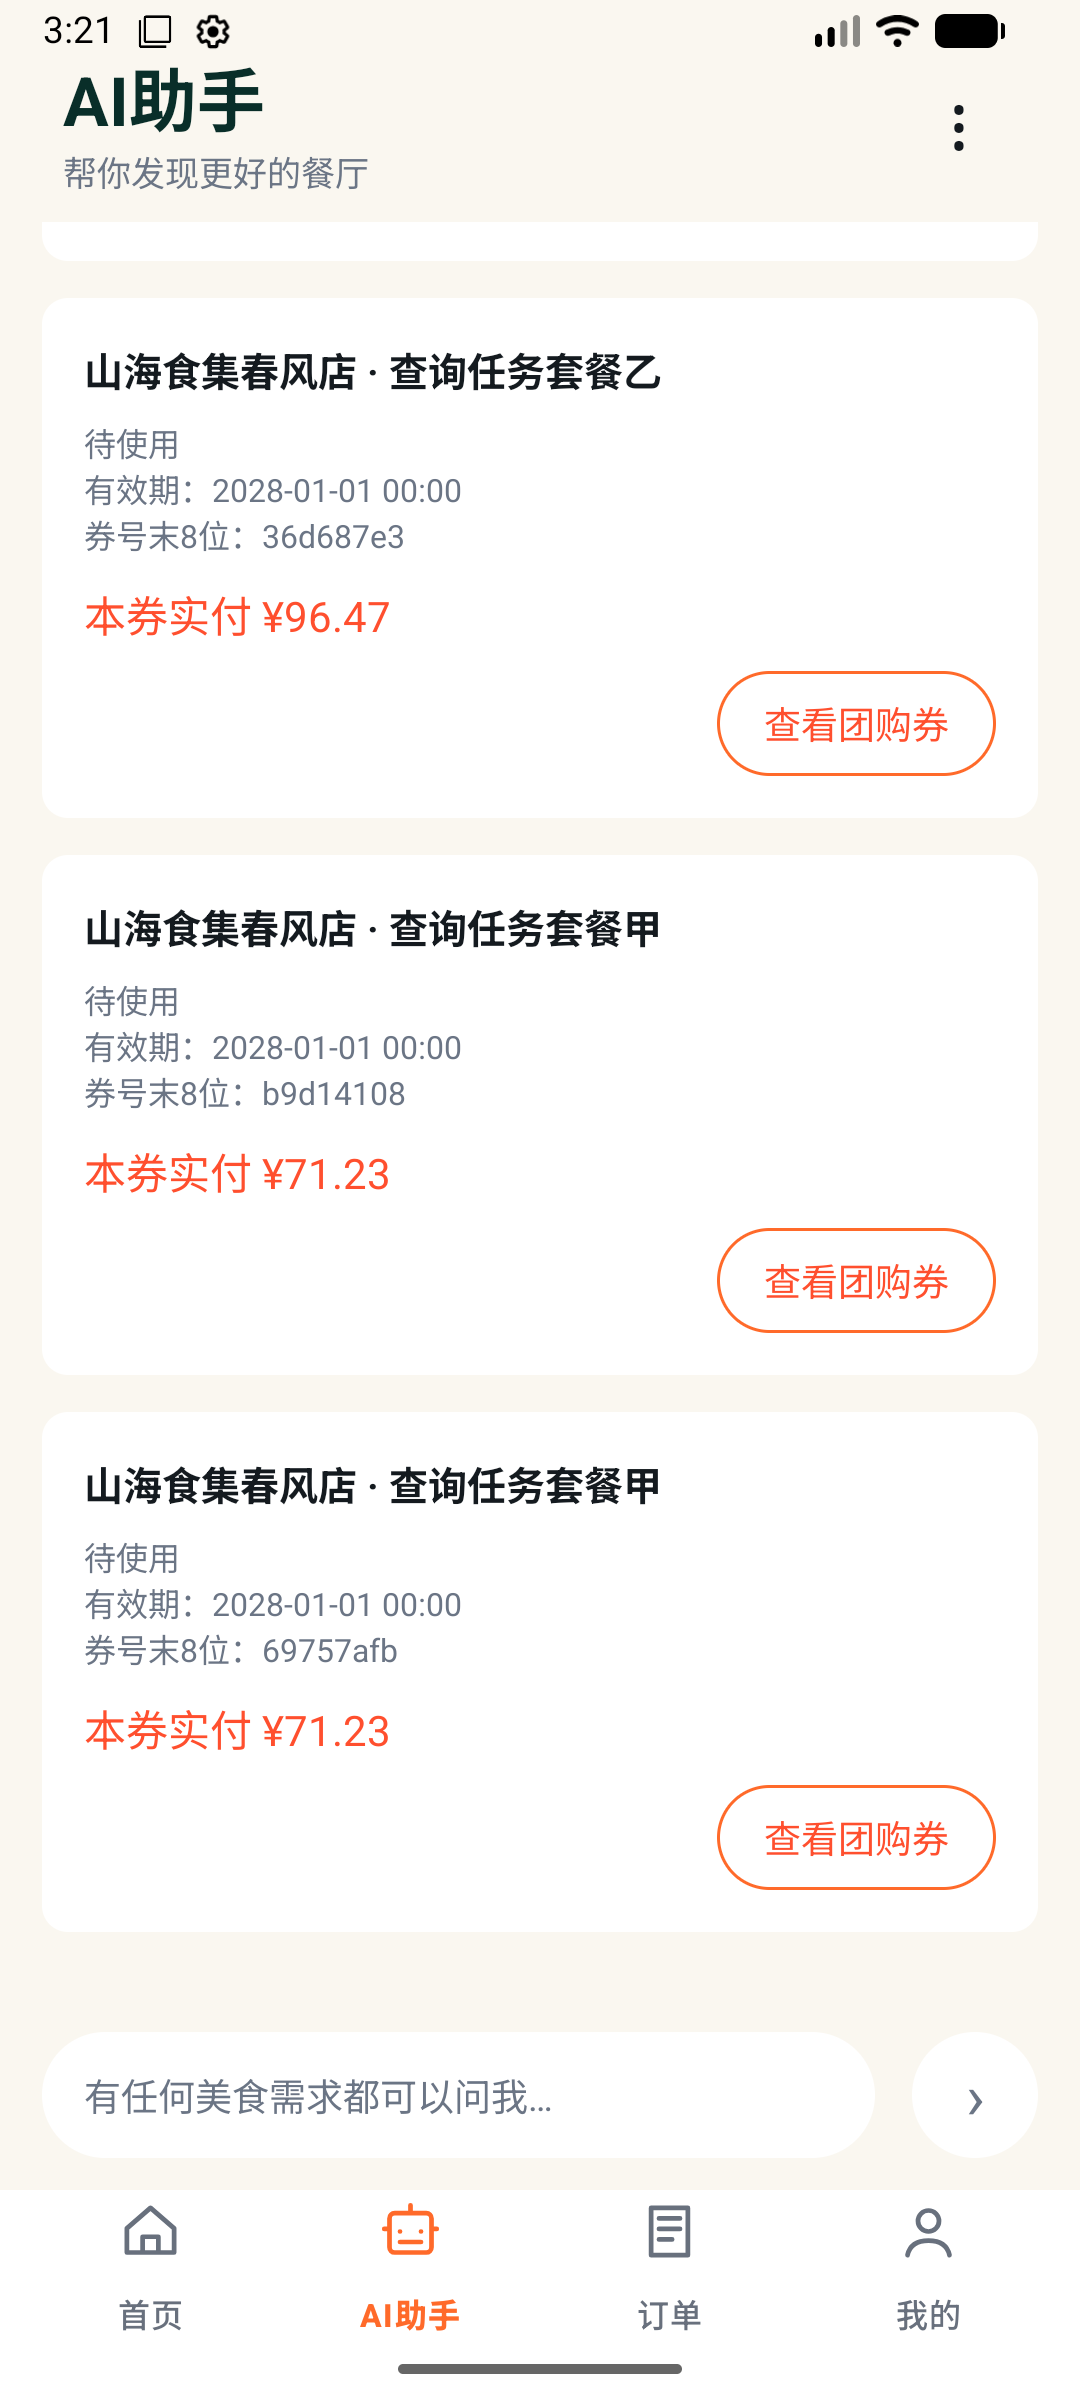 3:21
AI助手
帮你发现更好的餐厅
山海食集春风店 · 查询任务套餐乙
待使用
有效期：2028-01-01 00:00
券号末8位：36d687e3
本券实付 ¥96.47
查看团购券
山海食集春风店 · 查询任务套餐甲
待使用
有效期：2028-01-01 00:00
券号末8位：b9d14108
本券实付 ¥71.23
查看团购券
山海食集春风店 · 查询任务套餐甲
待使用
有效期：2028-01-01 00:00
券号末8位：69757afb
本券实付 ¥71.23
查看团购券
有任何美食需求都可以问我...
首页
AI助手
订单
我的